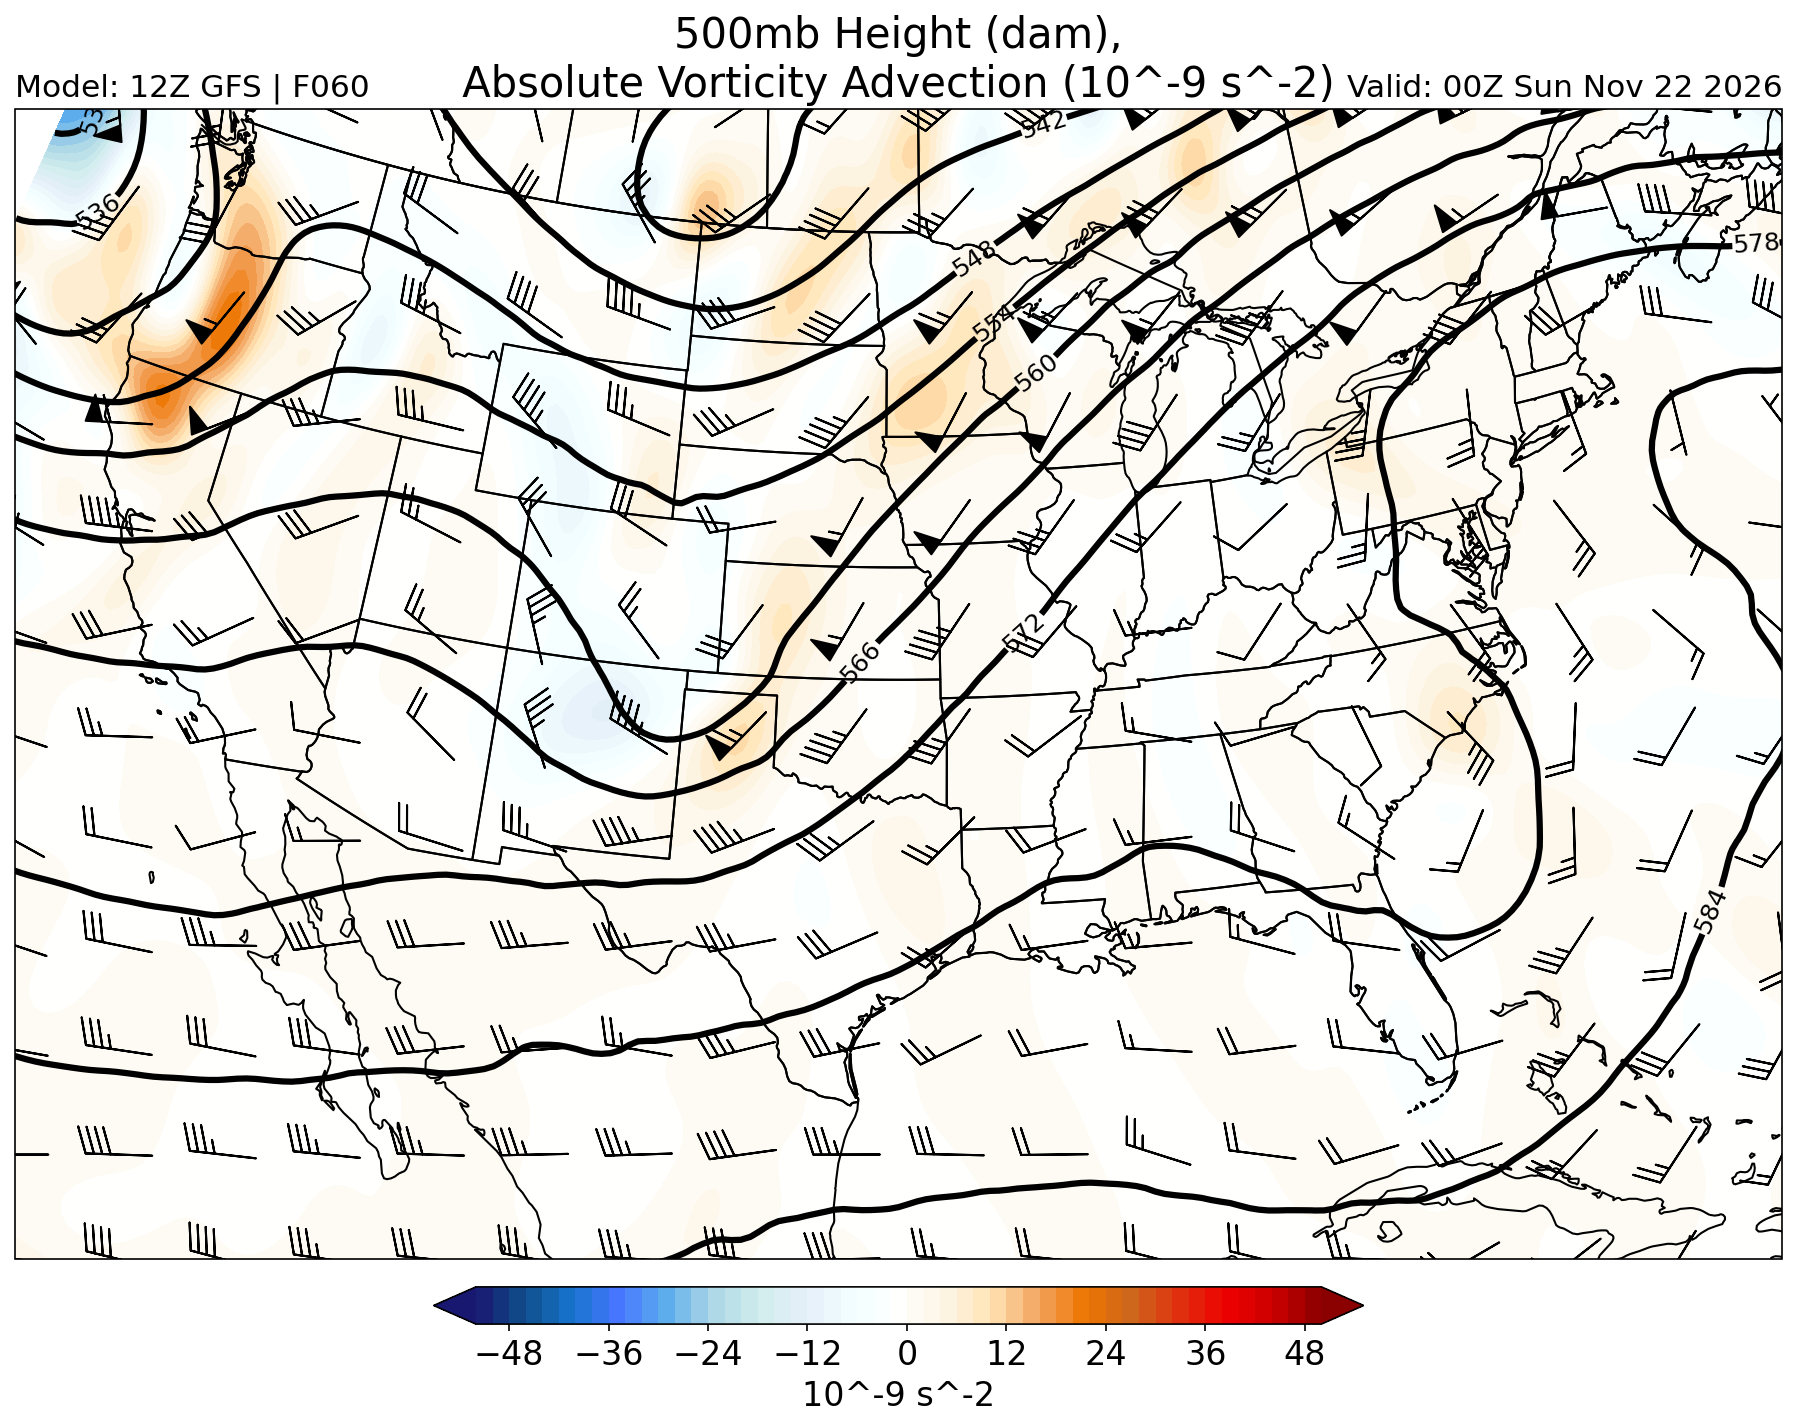 500mb Height (dam),
Model: 12Z GFS | F060
Absolute Vorticity Advection (10^-9 s^-2)
Valid: 00Z Sun Nov 22 2026
542
536
578
548
554
560
572
566
584
−48 −36 −24 −12 0 12 24 36 48
10^-9 s^-2